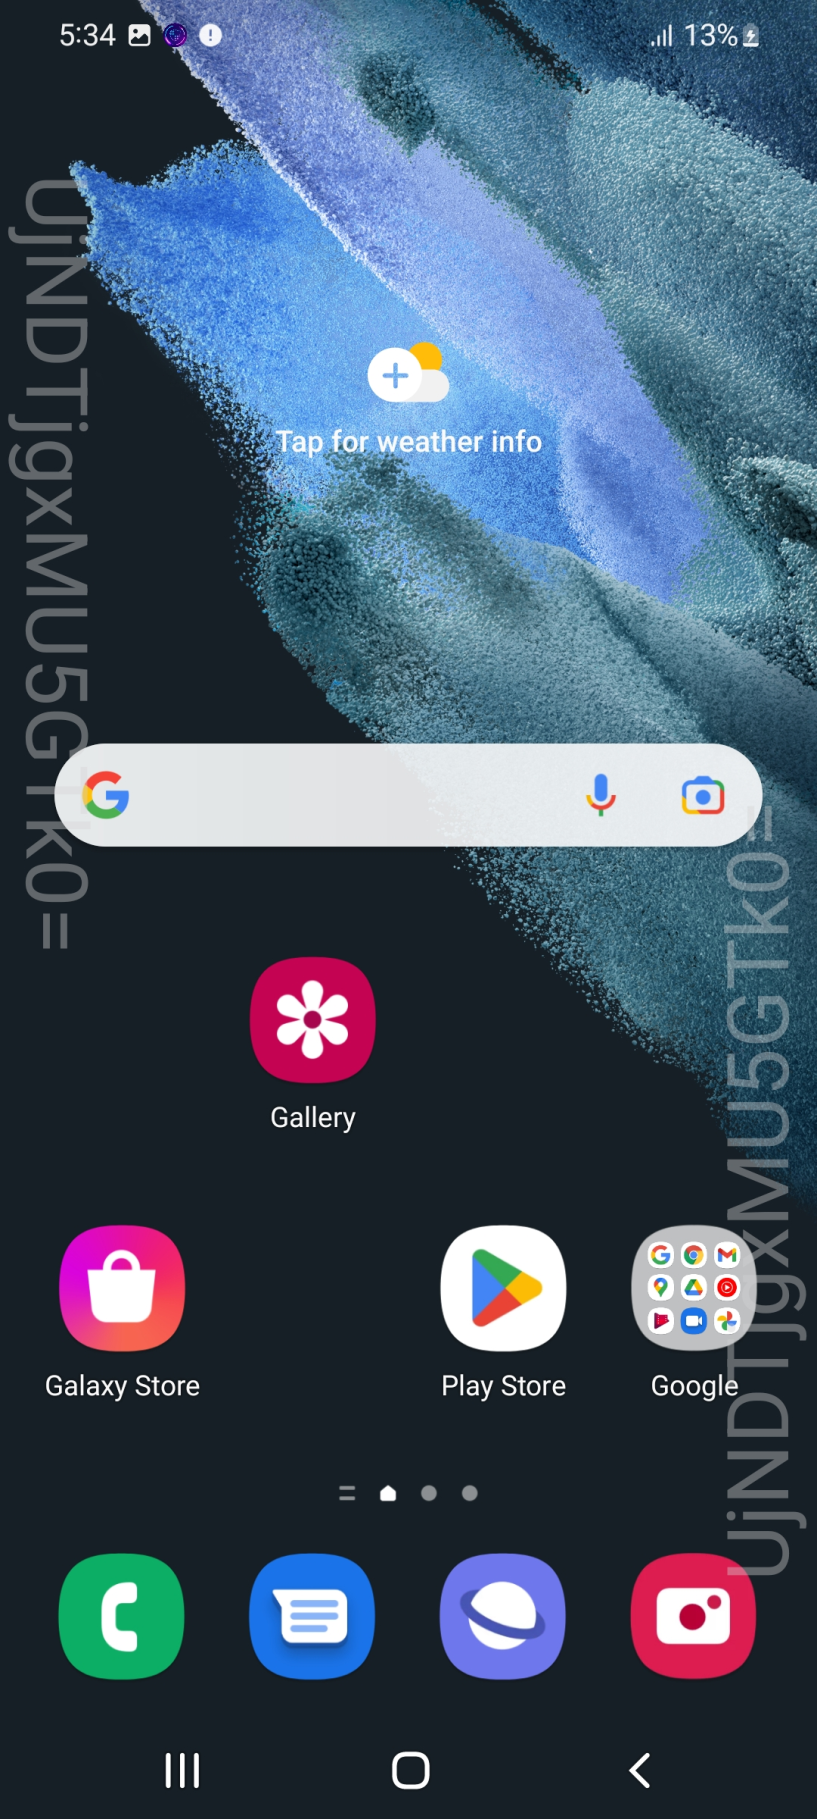 5:34
13%
UjNDTjgxMU5GTk0=
Tap for weather info
Gallery
Galaxy Store
Play Store
Google
UjNDTjgxMU5GTk0=